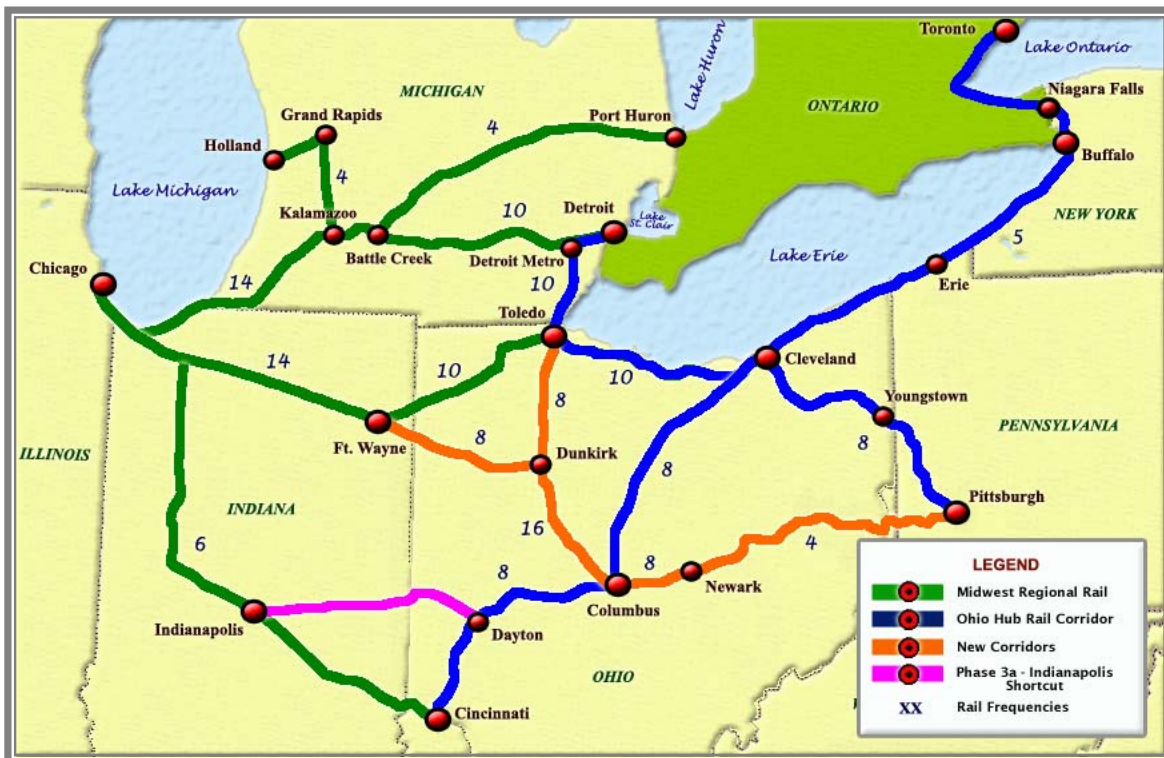 Toronto
Lake Ontario
Lake Huron
MICHIGAN
ONTARIO
Niagara Falls
Grand Rapids
4
Port Huron
Holland
Buffalo
Lake Michigan
4
Kalamazoo
10
Detroit
Lake
St. Clair
NEW YORK
Battle Creek
Detroit Metro
Lake Erie
5
Chicago
14
10
Erie
Toledo
14
10
10
Cleveland
8
Youngstown
ILLINOIS
Ft. Wayne
8
Dunkirk
8
8
PENNSYLVANIA
INDIANA
16
Pittsburgh
6
8
8
4
Newark
Columbus
Indianapolis
Dayton
OHIO
Cincinnati
W
LEGEND
Midwest Regional Rail
Ohio Hub Rail Corridor
New Corridors
Phase 3a - Indianapolis
Shortcut
XX Rail Frequencies